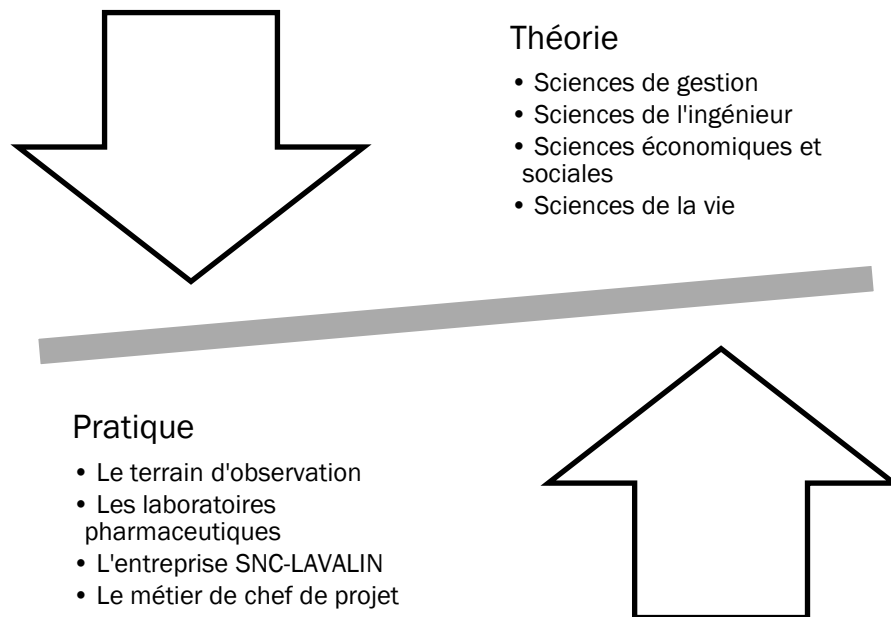 Théorie
• Sciences de gestion
• Sciences de l'ingénieur
• Sciences économiques et
sociales
• Sciences de la vie
Pratique
• Le terrain d'observation
• Les laboratoires
pharmaceutiques
• L'entreprise SNC-LAVALIN
• Le métier de chef de projet